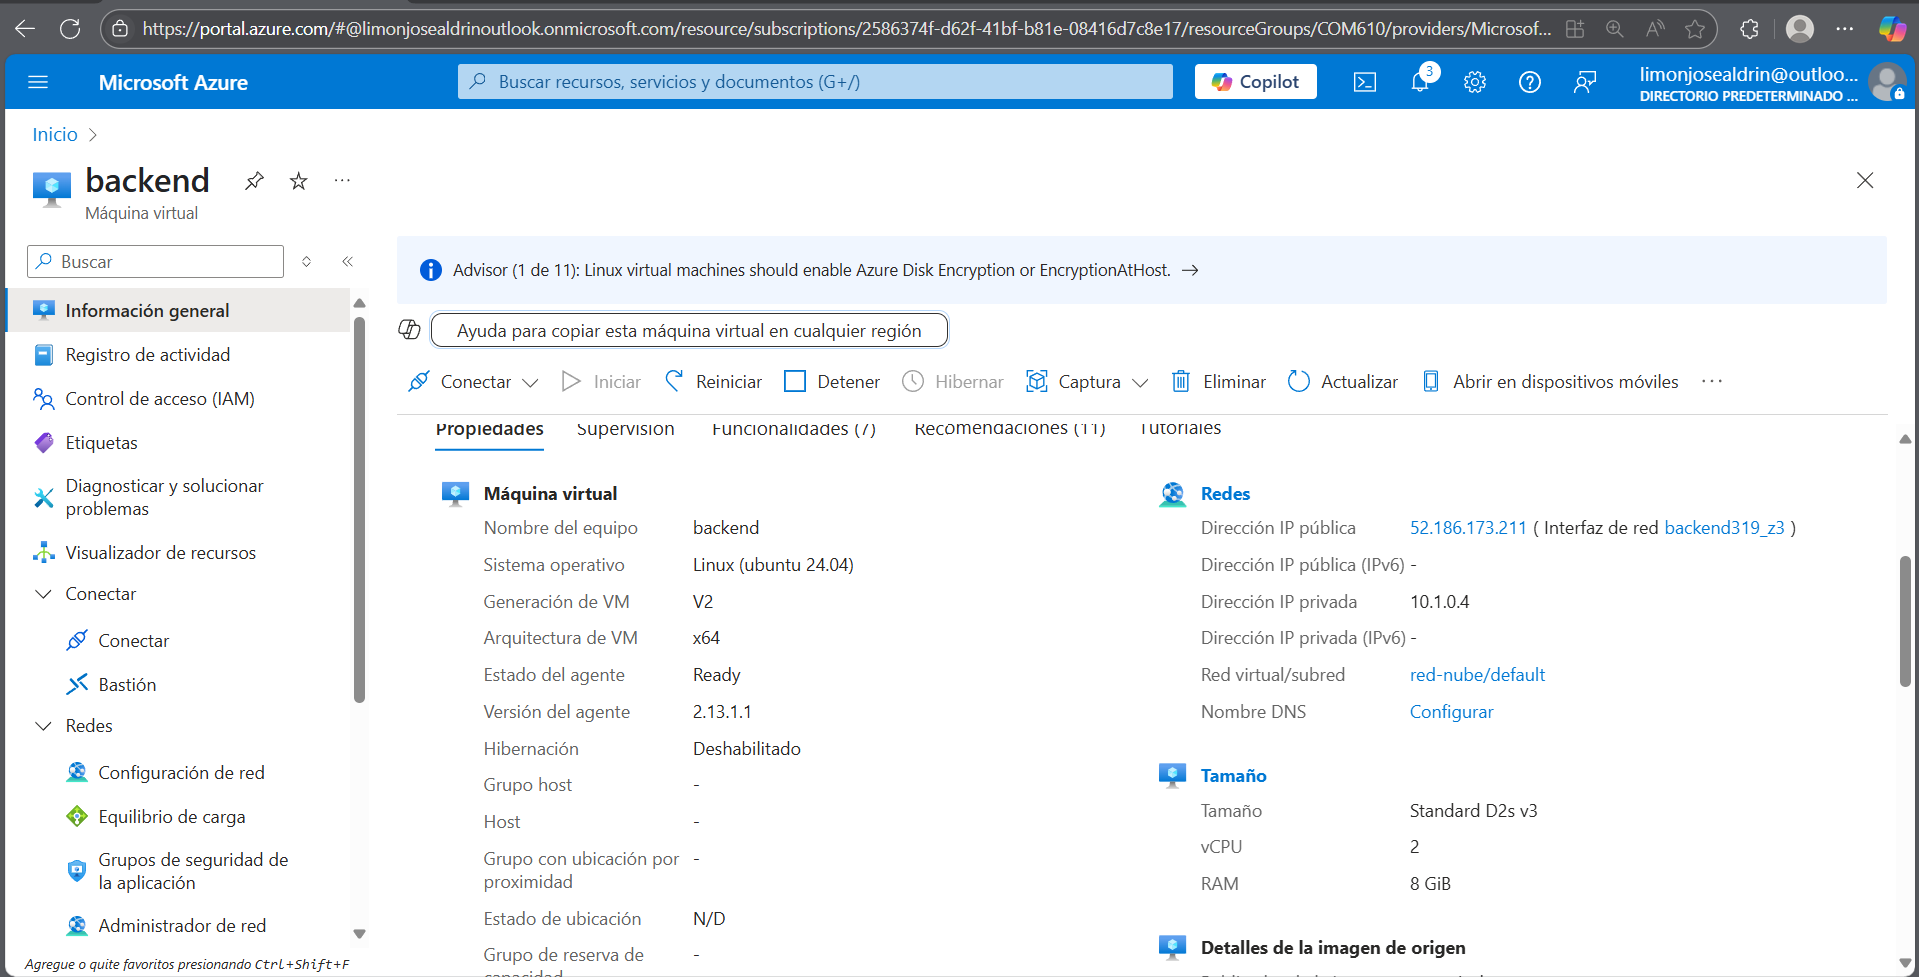 https://portal.azure.com/#@limonjosealdrinoutlook.onmicrosoft.com/resource/subscriptions/2586374f-d62f-41bf-b81e-08416d7c8e17/resourceGroups/COM610/providers/Microsof...
Microsoft Azure
Buscar recursos, servicios y documentos (G+/)
Copilot
3
limonjosealdrin@outloo...
DIRECTORIO PREDETERMINADO ...
Inicio
backend
Máquina virtual
Buscar
Información general
Registro de actividad
Control de acceso (IAM)
Etiquetas
Diagnosticar y solucionar
problemas
Visualizador de recursos
Conectar
Conectar
Bastión
Redes
Configuración de red
Equilibrio de carga
Grupos de seguridad de
la aplicación
Administrador de red
Agregue o quite favoritos presionando Ctrl+Shift+F
Advisor (1 de 11): Linux virtual machines should enable Azure Disk Encryption or EncryptionAtHost.
Ayuda para copiar esta máquina virtual en cualquier región
Conectar
Iniciar
Reiniciar
Detener
Hibernar
Captura
Eliminar
Actualizar
Abrir en dispositivos móviles
Propiedades
Supervisión
Funcionalidades (7)
Recomendaciones (11)
Tutoriales
Máquina virtual
Nombre del equipo backend
Sistema operativo Linux (ubuntu 24.04)
Generación de VM V2
Arquitectura de VM x64
Estado del agente Ready
Versión del agente 2.13.1.1
Hibernación Deshabilitado
Grupo host -
Host -
Grupo con ubicación por -
proximidad
Estado de ubicación N/D
Grupo de reserva de -
capacidad
Redes
Dirección IP pública 52.186.173.211 ( Interfaz de red backend319_z3 )
Dirección IP pública (IPv6) -
Dirección IP privada 10.1.0.4
Dirección IP privada (IPv6) -
Red virtual/subred red-nube/default
Nombre DNS Configurar
Tamaño
Tamaño Standard D2s v3
vCPU 2
RAM 8 GiB
Detalles de la imagen de origen